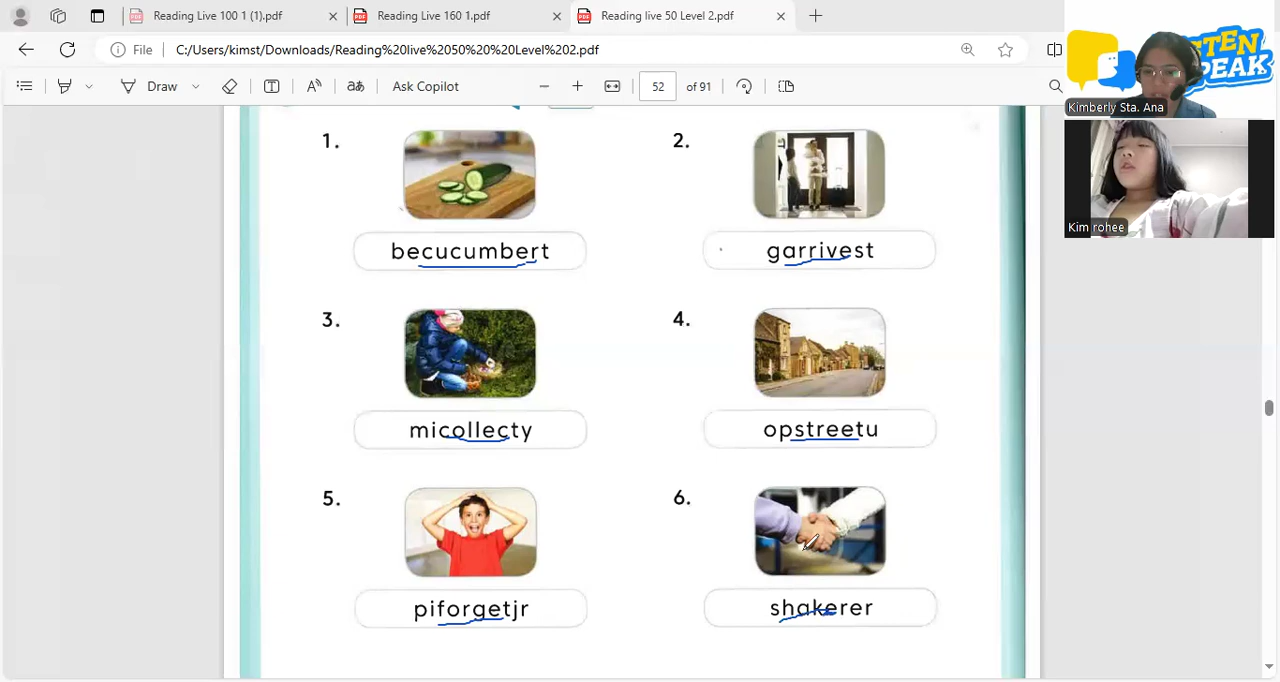 Reading Live 100 1 (1).pdf
Reading Live 160 1.pdf
Reading live 50 Level 2.pdf
File
C:/Users/kimst/Downloads/Reading%20live%2050%20%20Level%202.pdf
Draw
Ask Copilot
52 of 91
STEN
PEAK
Kimberly Sta. Ana
Kim rohee
1.
2.
becucumbert
garrivest
3.
4.
micollecty
opstreetu
5.
6.
piforgetjr
shakerer